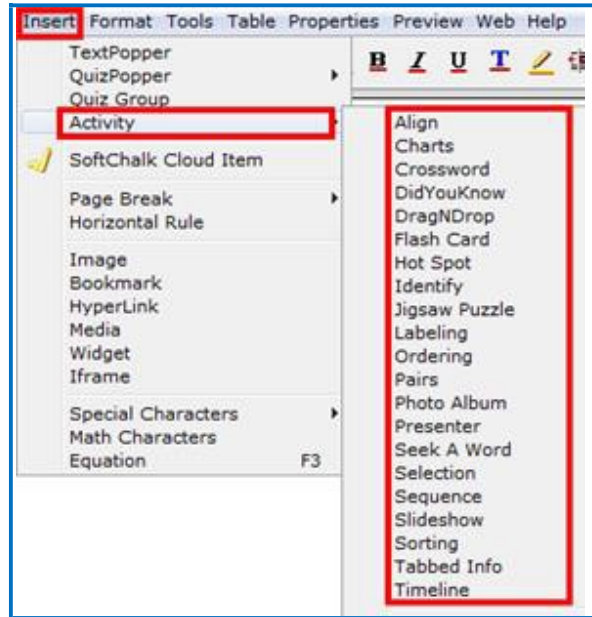 Insert Format Tools Table Properties Preview Web Help
B I U T
TextPopper
QuizPopper
Quiz Group
Activity
SoftChalk Cloud Item
Page Break
Horizontal Rule
Image
Bookmark
HyperLink
Media
Widget
Iframe
Special Characters
Math Characters
Equation F3
Align
Charts
Crossword
DidYouKnow
DragNDrop
Flash Card
Hot Spot
Identify
Jigsaw Puzzle
Labeling
Ordering
Pairs
Photo Album
Presenter
Seek A Word
Selection
Sequence
Slideshow
Sorting
Tabbed Info
Timeline